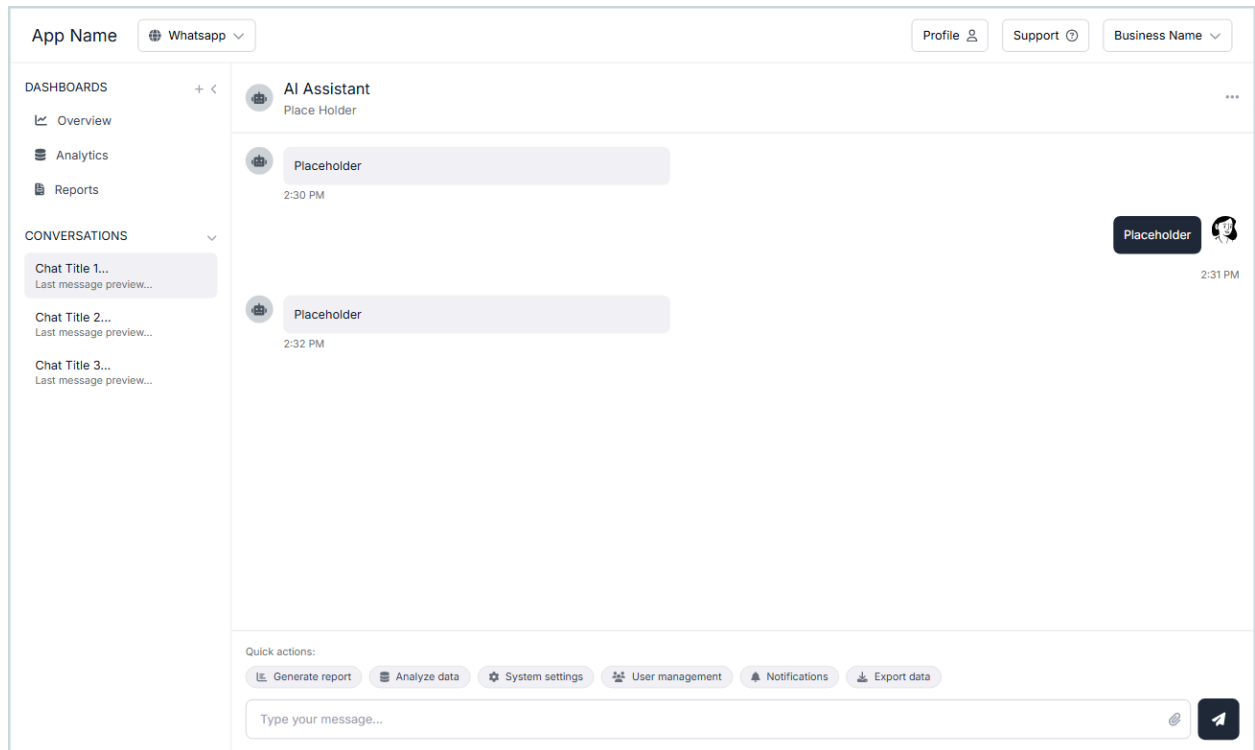 App Name
Whatsapp
Profile
Support
Business Name
DASHBOARDS
Overview
Analytics
Reports
CONVERSATIONS
Chat Title 1...
Last message preview...
Chat Title 2...
Last message preview...
Chat Title 3...
Last message preview...
AI Assistant
Place Holder
Placeholder
2:30 PM
Placeholder
2:31 PM
Placeholder
2:32 PM
Quick actions:
Generate report
Analyze data
System settings
User management
Notifications
Export data
Type your message...